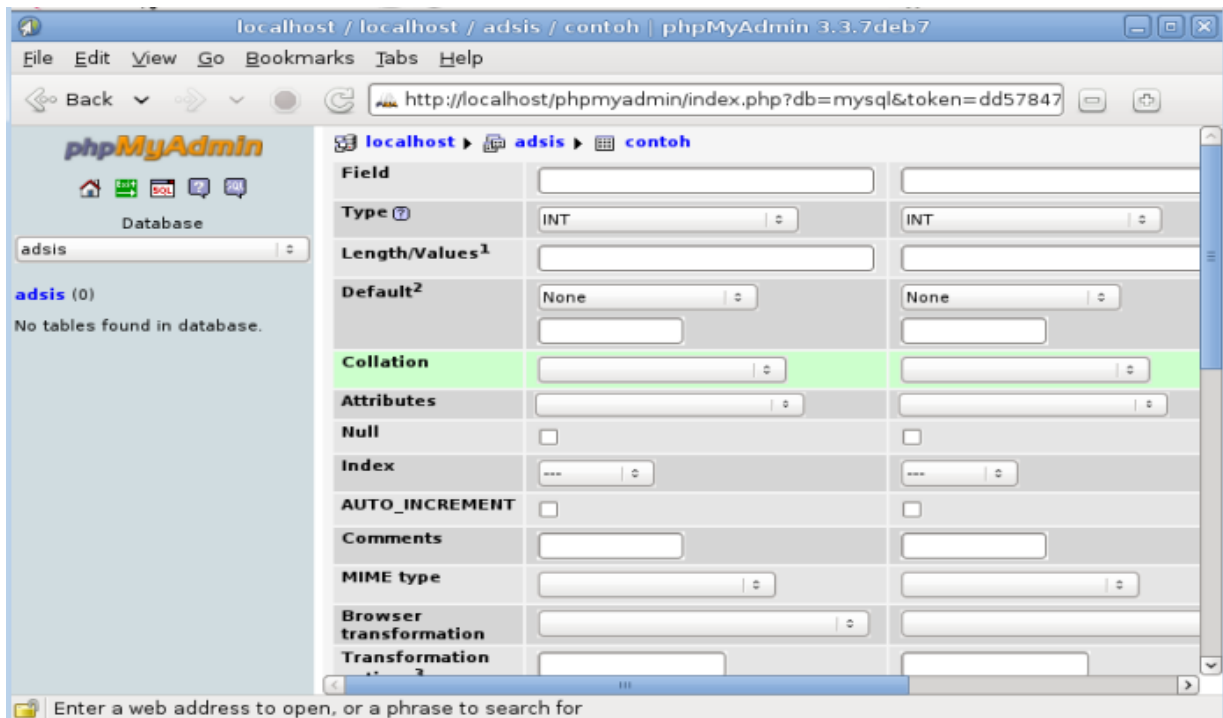 localhost / localhost / adsis / contoh | phpMyAdmin 3.3.7deb7
File Edit View Go Bookmarks Tabs Help
Back http://localhost/phpmyadmin/index.php?db=mysql&token=dd57847
phpMyAdmin
Database
adsis
adsis (0)
No tables found in database.
localhost adsis contoh
Field
Type INT INT
Length/Values1
Default2 None None
Collation
Attributes
Null
Index --- ---
AUTO_INCREMENT
Comments
MIME type
Browser
transformation
Transformation
Enter a web address to open, or a phrase to search for